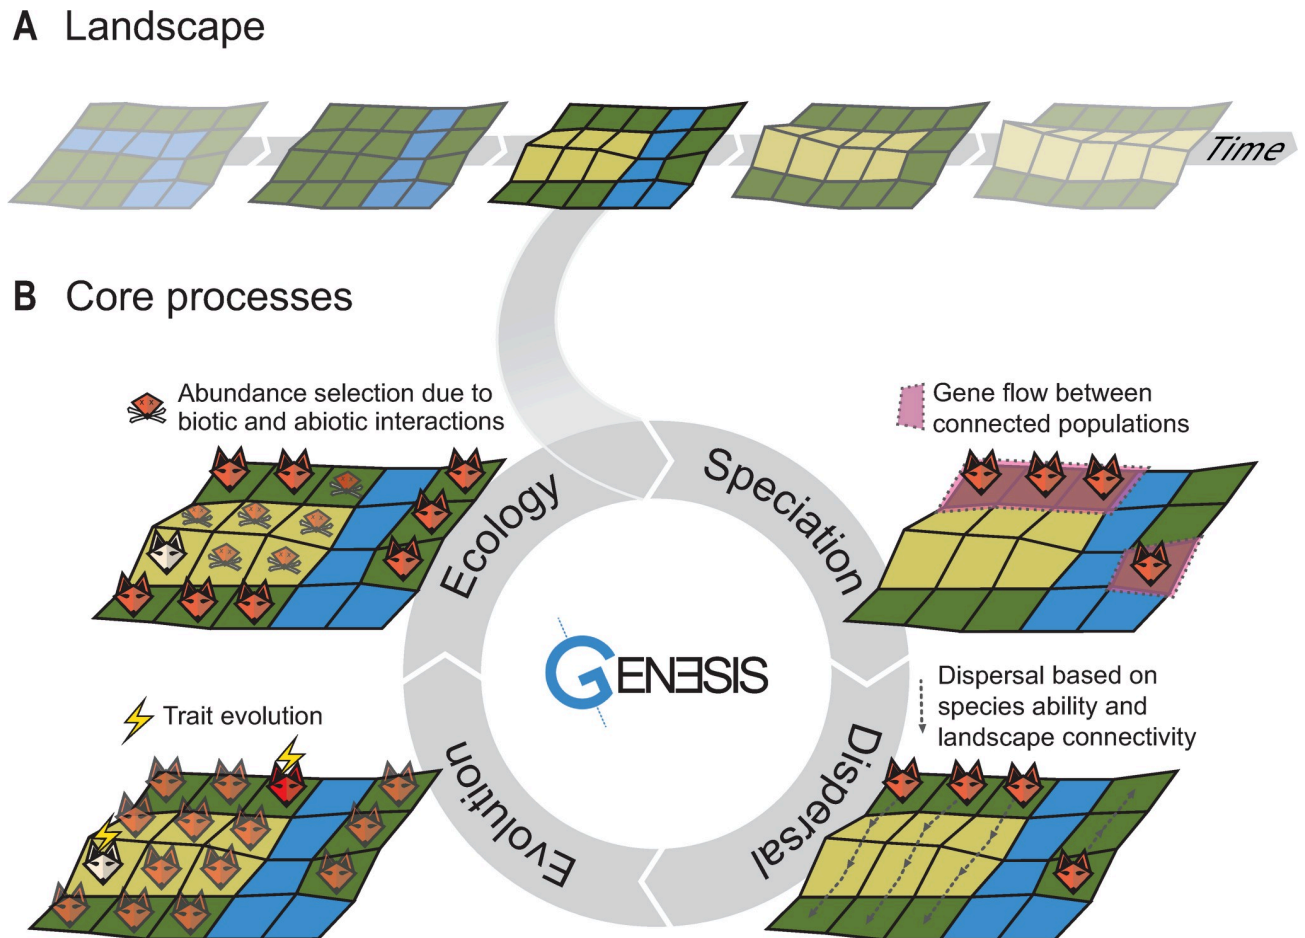 A Landscape
Time
B Core processes
Abundance selection due to
biotic and abiotic interactions
Gene flow between
connected populations
Ecology
Speciation
GENƎSIS
Dispersal based on
species ability and
landscape connectivity
Trait evolution
Evolution
Dispersal